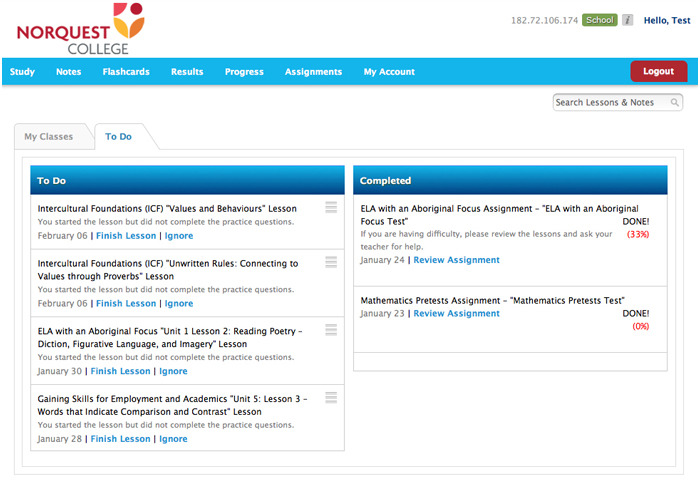 NORQUEST
COLLEGE
182.72.106.174 School i Hello, Test
Study Notes Flashcards Results Progress Assignments My Account Logout
Search Lessons & Notes
My Classes To Do
To Do
Intercultural Foundations (ICF) "Values and Behaviours" Lesson
You started the lesson but did not complete the practice questions.
February 06 | Finish Lesson | Ignore
Intercultural Foundations (ICF) "Unwritten Rules: Connecting to
Values through Proverbs" Lesson
You started the lesson but did not complete the practice questions.
February 06 | Finish Lesson | Ignore
ELA with an Aboriginal Focus "Unit 1 Lesson 2: Reading Poetry –
Diction, Figurative Language, and Imagery" Lesson
You started the lesson but did not complete the practice questions.
January 30 | Finish Lesson | Ignore
Gaining Skills for Employment and Academics "Unit 5: Lesson 3 –
Words that Indicate Comparison and Contrast" Lesson
You started the lesson but did not complete the practice questions.
January 28 | Finish Lesson | Ignore
Completed
ELA with an Aboriginal Focus Assignment – "ELA with an Aboriginal
Focus Test" DONE!
If you are having difficulty, please review the lessons and ask your (33%)
teacher for help.
January 24 | Review Assignment
Mathematics Pretests Assignment – "Mathematics Pretests Test"
January 23 | Review Assignment DONE!
(0%)